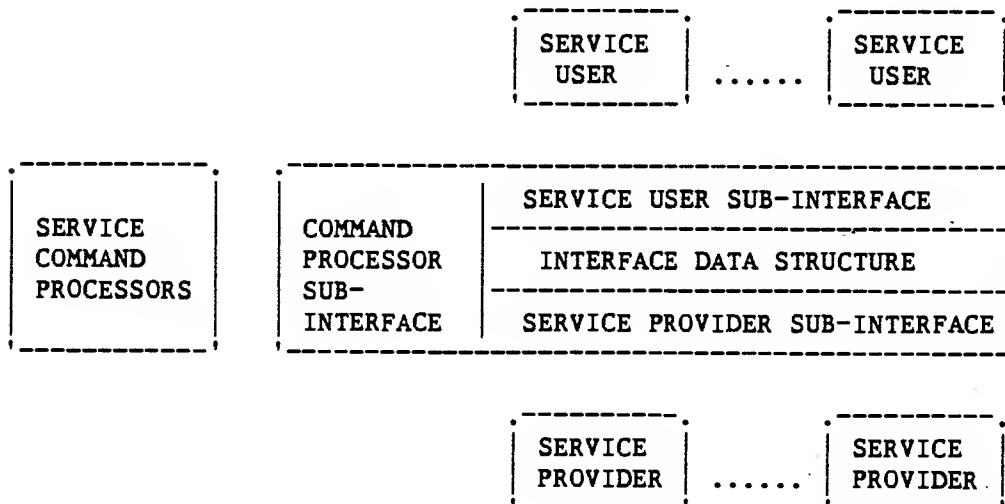 SERVICE
USER
......
SERVICE
USER
SERVICE
COMMAND
PROCESSORS
COMMAND
PROCESSOR
SUB-
INTERFACE
SERVICE USER SUB-INTERFACE
INTERFACE DATA STRUCTURE
SERVICE PROVIDER SUB-INTERFACE
SERVICE
PROVIDER
......
SERVICE
PROVIDER